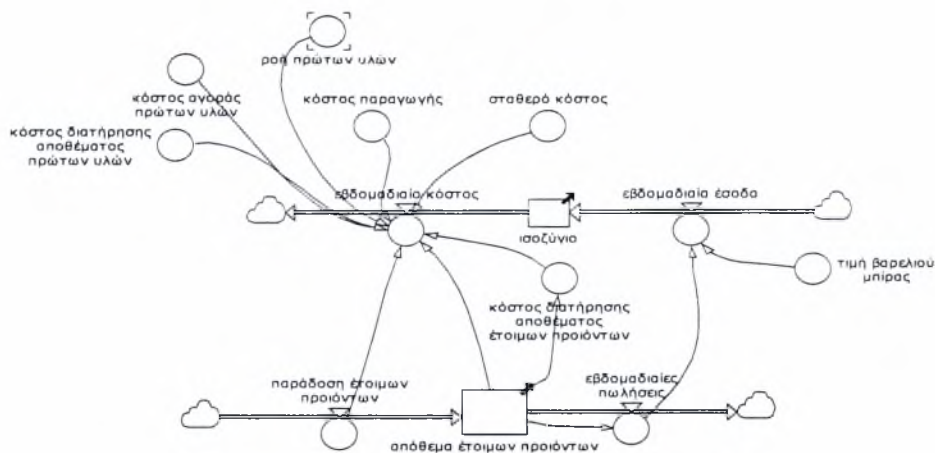 ροή πρώτων υλών
κόστος αγοράς
πρώτων υλών
κόστος παραγωγής
σταθερό κόστος
κόστος διατήρησης
αποθέματος
πρώτων υλών
εβδομαδιαίο κόστος
εβδομαδιαία έσοδα
ισοζύγιο
τιμή βαρελιού
μπίρας
κόστος διατήρησης
αποθέματος
έτοιμων προιόντων
παράδοση έτοιμων
προιόντων
εβδομαδιαίες
πωλήσεις
απόθεμα έτοιμων προιόντων